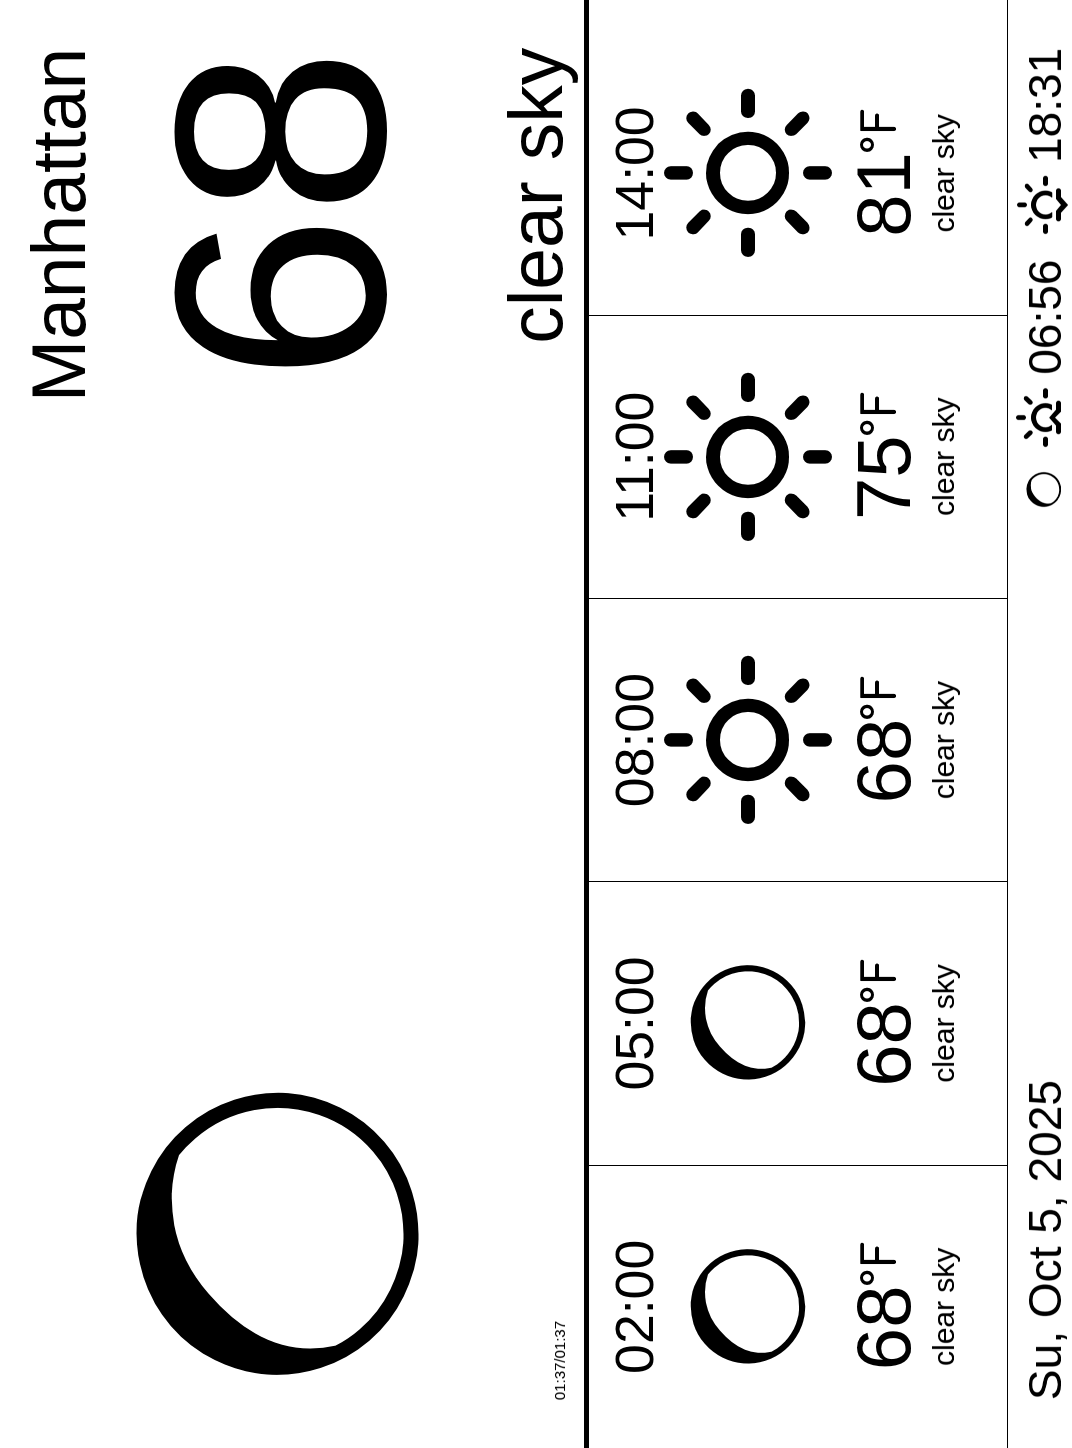 Manhattan
68
clear sky
01:37/01:37
02:00 05:00 08:00 11:00 14:00
68°F 68°F 68°F 75°F 81°F
clear sky clear sky clear sky clear sky clear sky
Su, Oct 5, 2025 06:56 18:31